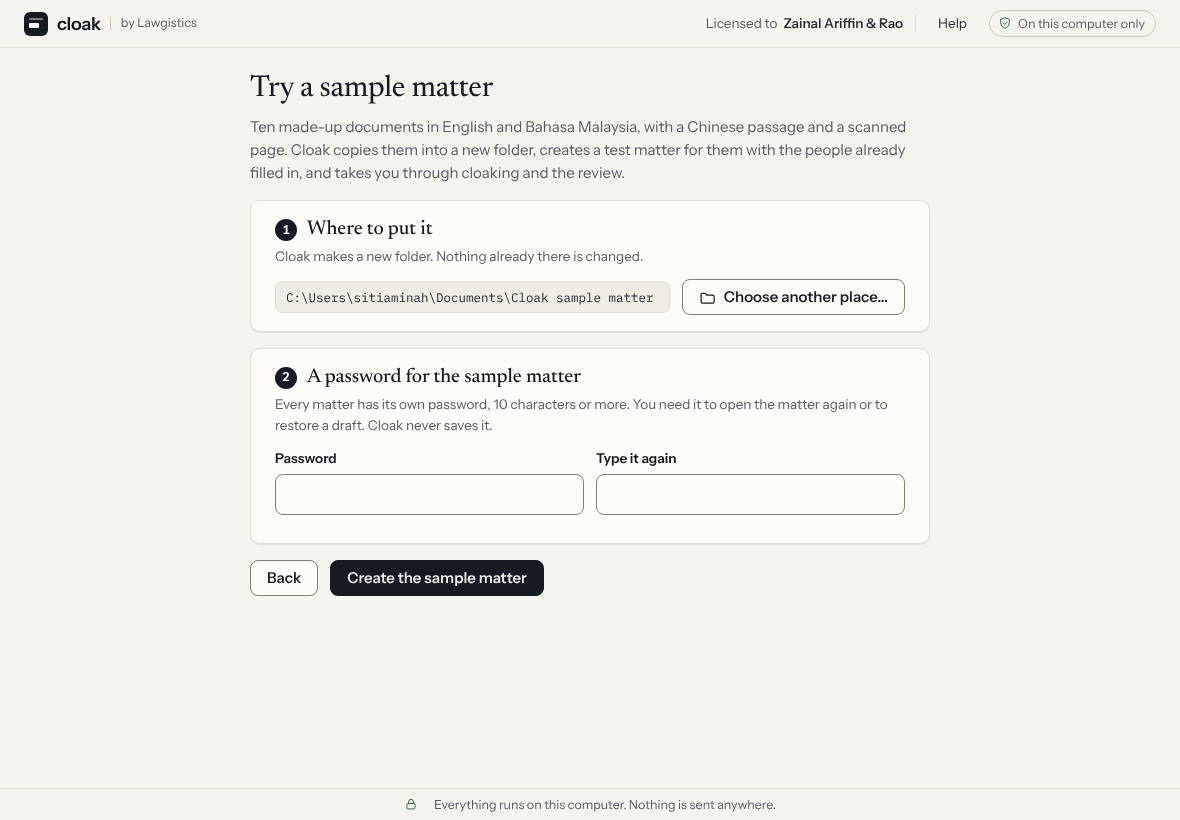 cloak
by Lawgistics
Licensed to Zainal Ariffin & Rao
Help
On this computer only
Try a sample matter
Ten made-up documents in English and Bahasa Malaysia, with a Chinese passage and a scanned
page. Cloak copies them into a new folder, creates a test matter for them with the people already
filled in, and takes you through cloaking and the review.
1 Where to put it
Cloak makes a new folder. Nothing already there is changed.
C:\Users\sitiaminah\Documents\Cloak sample matter
Choose another place...
2 A password for the sample matter
Every matter has its own password, 10 characters or more. You need it to open the matter again or to
restore a draft. Cloak never saves it.
Password
Type it again
Back
Create the sample matter
Everything runs on this computer. Nothing is sent anywhere.